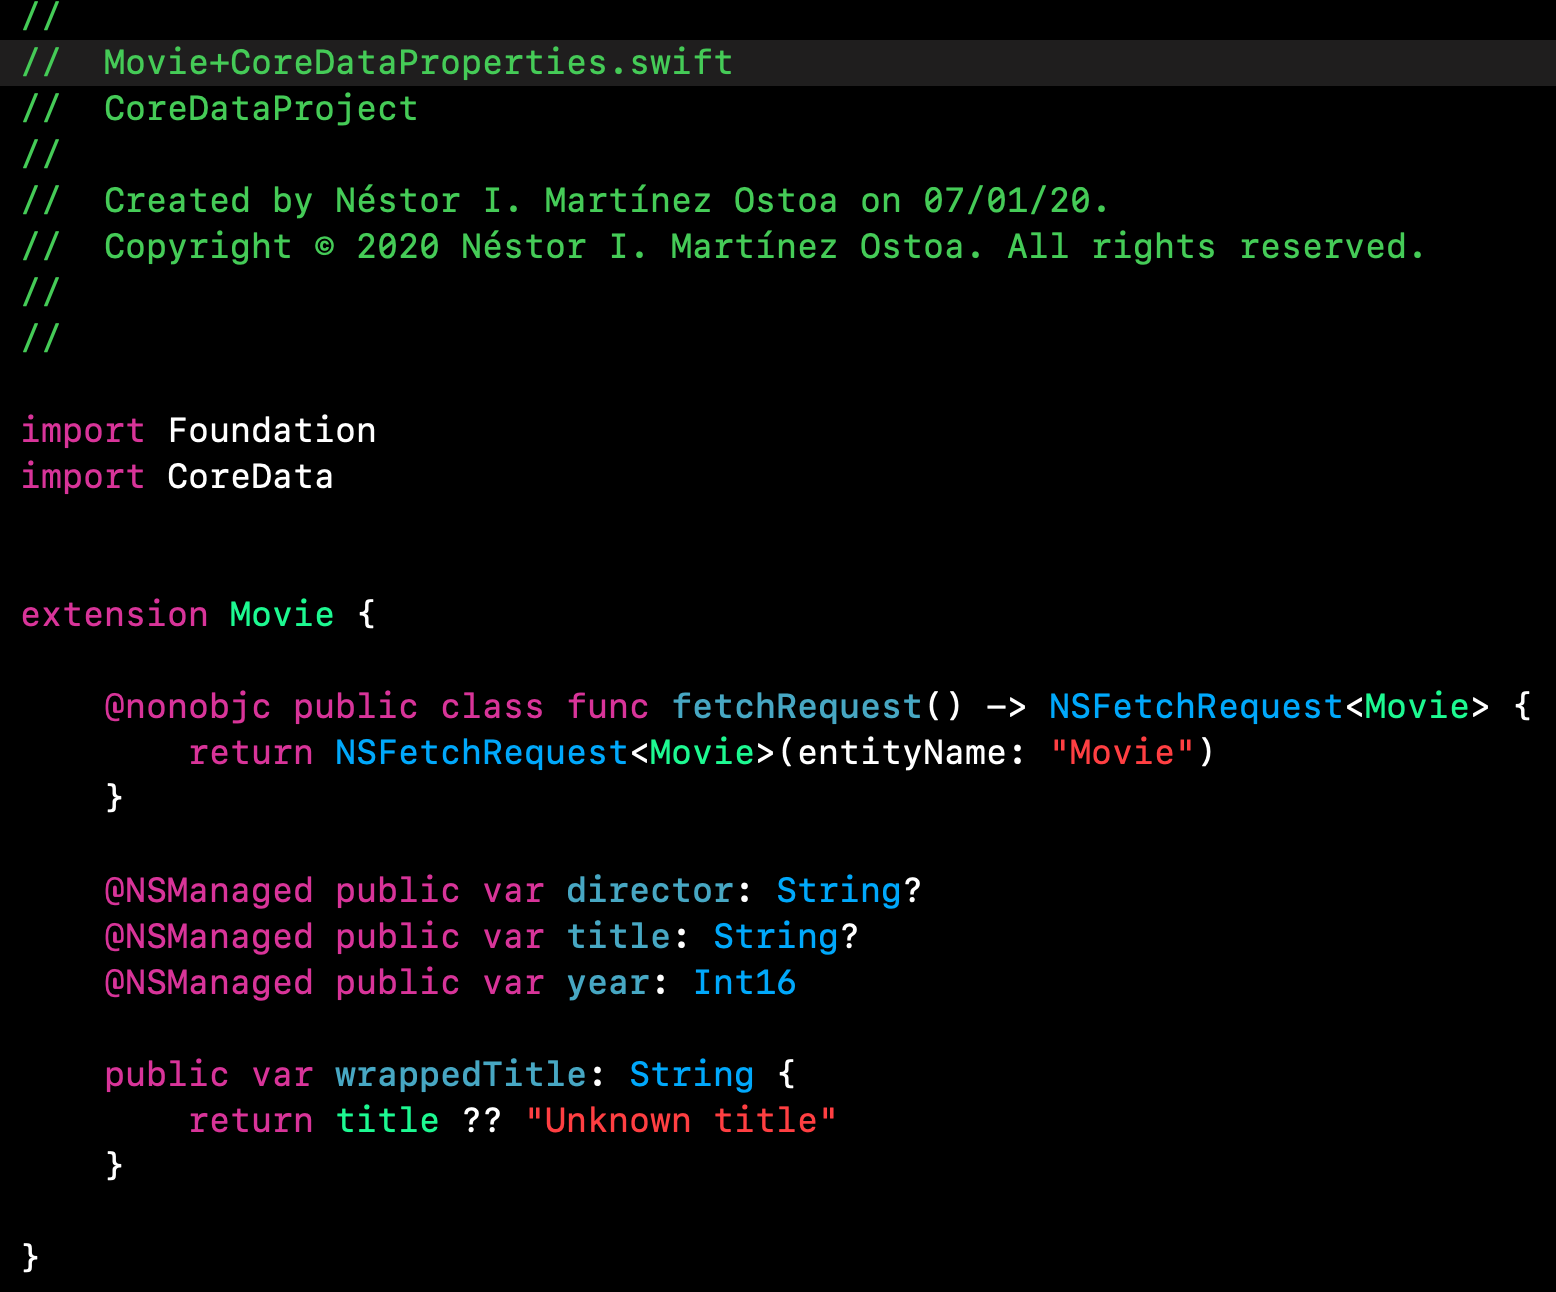 //
//  Movie+CoreDataProperties.swift
//  CoreDataProject
//
//  Created by Néstor I. Martínez Ostoa on 07/01/20.
//  Copyright © 2020 Néstor I. Martínez Ostoa. All rights reserved.
//
//
import Foundation
import CoreData
extension Movie {
    @nonobjc public class func fetchRequest() -> NSFetchRequest<Movie> {
        return NSFetchRequest<Movie>(entityName: "Movie")
    }
    @NSManaged public var director: String?
    @NSManaged public var title: String?
    @NSManaged public var year: Int16
    public var wrappedTitle: String {
        return title ?? "Unknown title"
    }
}